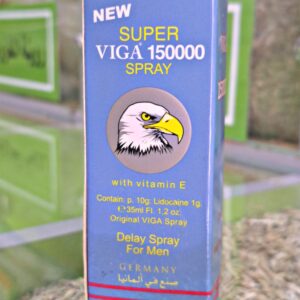 NEW
SUPER
VIGA® 150000
SPRAY
with vitamin E
Contain: p. 10g. Lidocaine 1g.
℮ 35ml Fl. 1,2 oz.
Original VIGA Spray
Delay Spray
For Men
GERMANY
صنع في ألمانيا